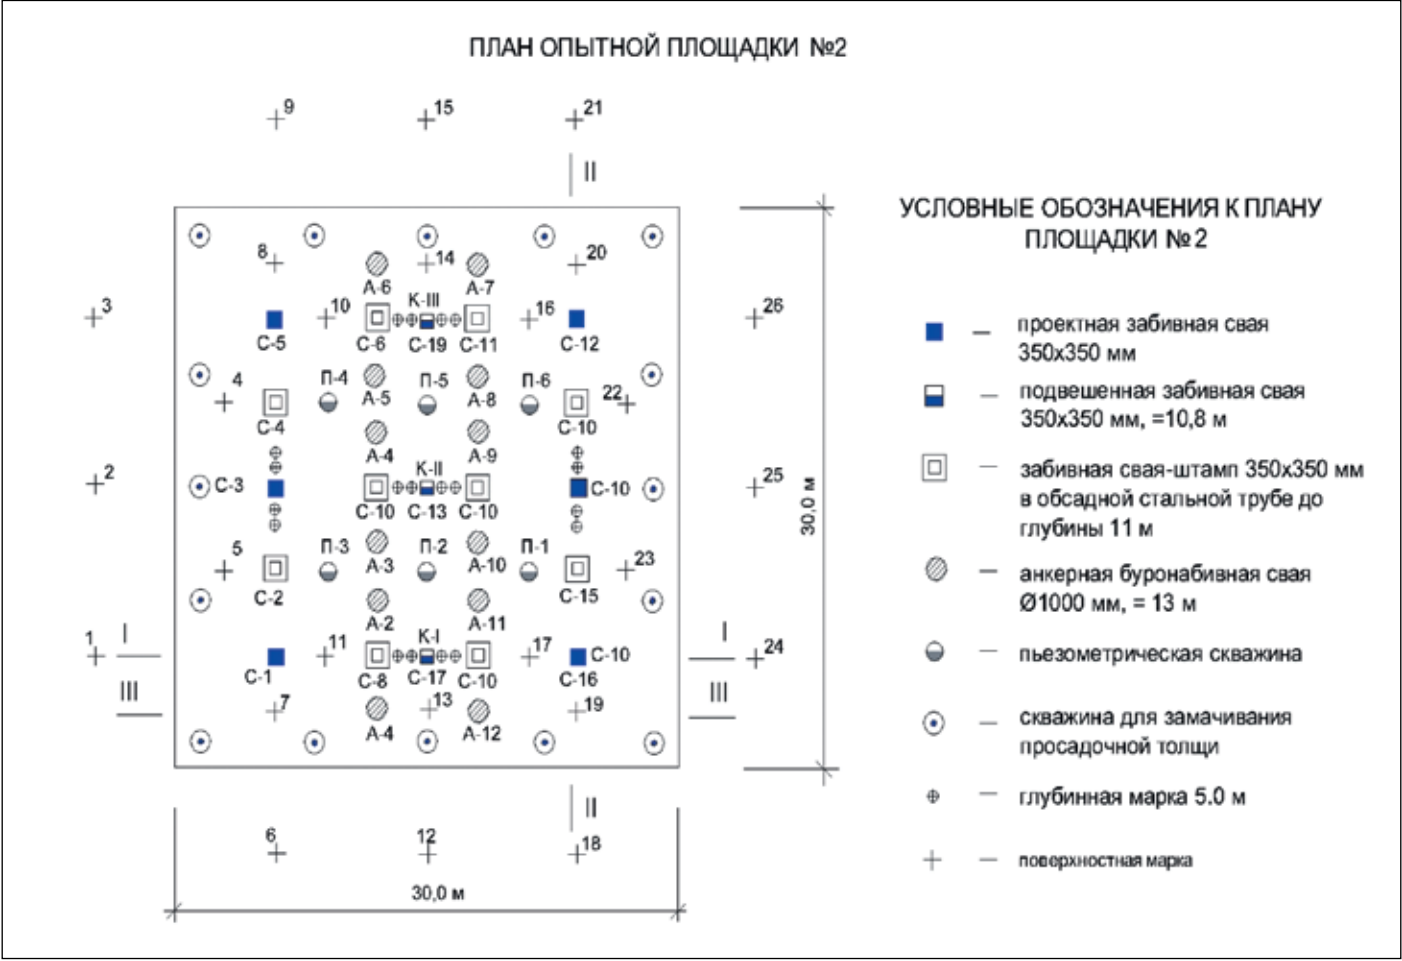 ПЛАН ОПЫТНОЙ ПЛОЩАДКИ №2
9 15 21
II
8 14 20
А-6 А-7
3 10 К-III 16 26
С-5 С-6 С-19 С-11 С-12
4 П-4 П-5 П-6 22
А-5 А-8
С-4 С-10
А-4 А-9
2 С-3 К-II С-10 25
С-10 С-13 С-10
5 П-3 П-2 П-1 23
А-3 А-10
С-2 С-15
А-2 А-11
1 I 11 К-I 17 С-10 I 24
С-1 С-8 С-17 С-10 С-16
III 7 13 19 III
А-4 А-12
II
6 12 18
30,0 м
30,0 м
УСЛОВНЫЕ ОБОЗНАЧЕНИЯ К ПЛАНУ
ПЛОЩАДКИ №2
— проектная забивная свая
350х350 мм
— подвешенная забивная свая
350х350 мм, =10,8 м
— забивная свая-штамп 350х350 мм
в обсадной стальной трубе до
глубины 11 м
— анкерная буронабивная свая
Ø1000 мм, = 13 м
— пьезометрическая скважина
— скважина для замачивания
просадочной толщи
— глубинная марка 5.0 м
— поверхностная марка